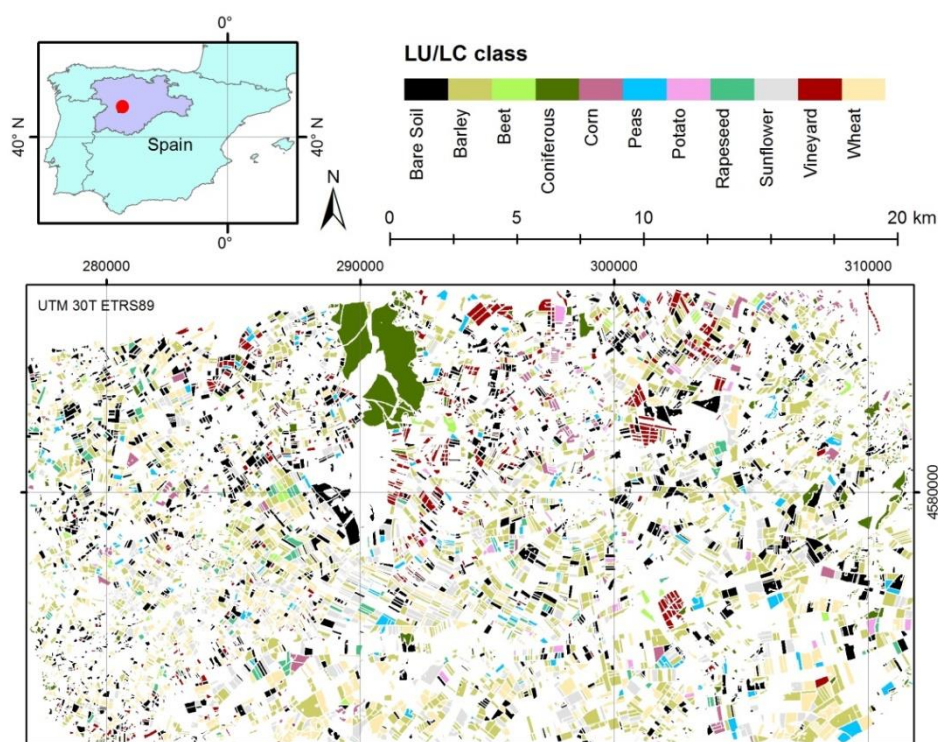 0°
40° N
Spain
40° N
0°
N
LU/LC class
Bare Soil
Barley
Beet
Coniferous
Corn
Peas
Potato
Rapeseed
Sunflower
Vineyard
Wheat
0 5 10 20 km
280000 290000 300000 310000
UTM 30T ETRS89
4580000